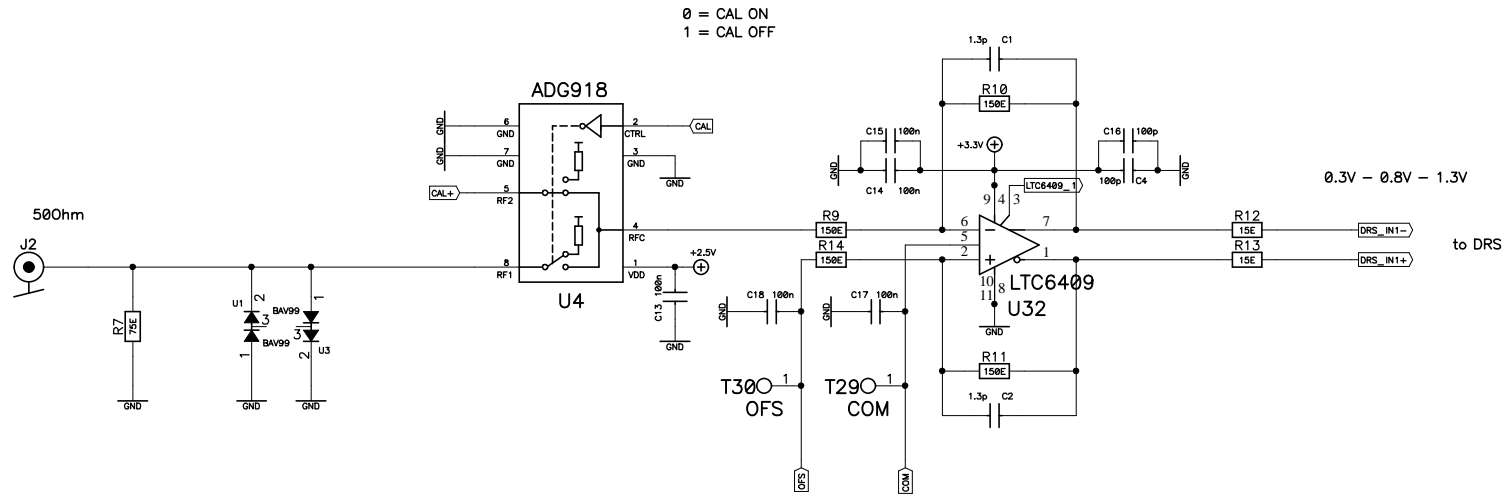 0 = CAL ON
1 = CAL OFF
1.3p C1
ADG918
R10
150E
GND 6 GND
2 CTRL CAL
C15 100n
C16 100p
+3.3V
GND 7 GND
3 GND
GND
GND
C14 100n
100p C4
GND
LTC6409_1
0.3V - 0.8V - 1.3V
CAL+ 5 RF2
9 4 3
50Ohm
J2
4 RFC
R9
150E
6
7
R12
15E
DRS_IN1-
5
R14
150E
2
1
R13
15E
DRS_IN1+
to DRS
8 RF1
1 VDD
+2.5V
U4
C13 100n
GND
10
11
8
LTC6409
U32
GND
R7
75E
GND
U1
2
3
BAV99
1
GND
BAV99
1
3
2
U3
GND
GND C18 100n
GND C17 100n
T30 1
OFS
T29 1
COM
R11
150E
1.3p C2
OFS
COM